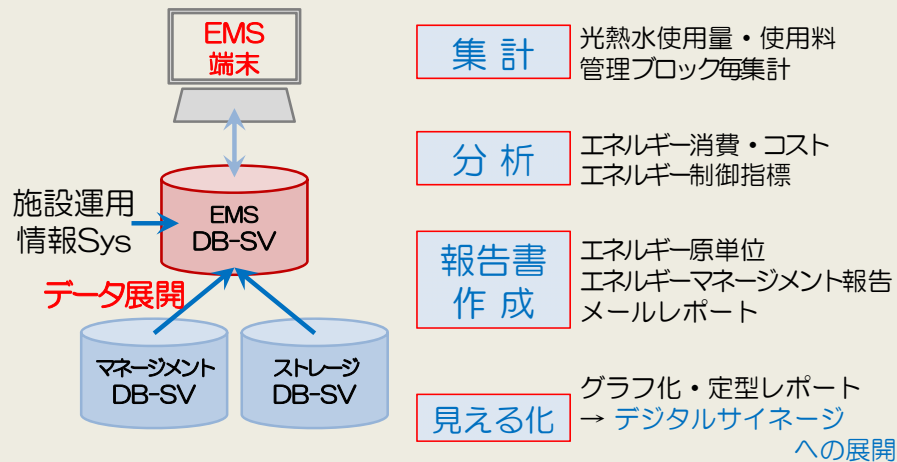 EMS
端末
施設運用
情報Sys
EMS
DB-SV
データ展開
マネージメント
DB-SV
ストレージ
DB-SV
集 計
光熱水使用量・使用料
管理ブロック毎集計
分 析
エネルギー消費・コスト
エネルギー制御指標
報告書
作 成
エネルギー原単位
エネルギーマネージメント報告
メールレポート
見える化
グラフ化・定型レポート
→ デジタルサイネージ
への展開